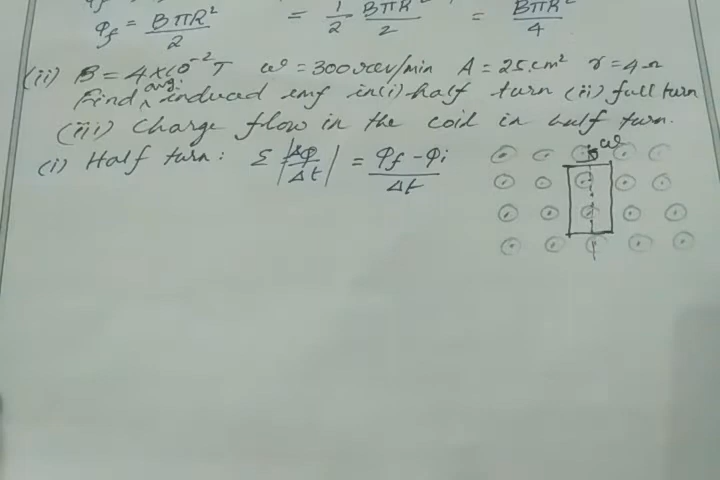 φf = BπR²/2 = 1/2 BπR²/2 = BπR²/4
(ii) B = 4×10⁻²T ω = 300 rev/min A = 25 cm² r = 4Ω
Find avg. induced emf in (i) half turn (ii) full turn
(iii) Charge flow in the coil in half turn.
(i) Half turn: Σ |Δφ/Δt| = φf - φi/Δt
ω